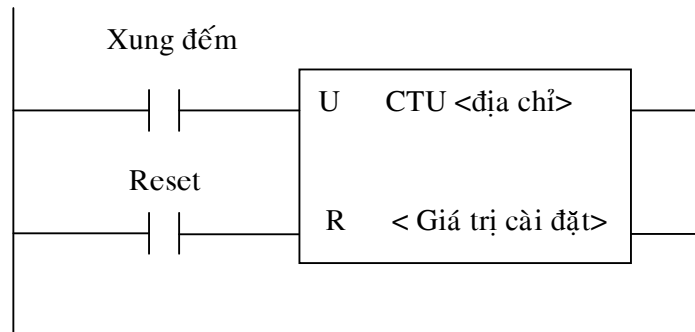 Xung đếm
U CTU <địa chỉ>
Reset
R < Giá trị cài đặt>